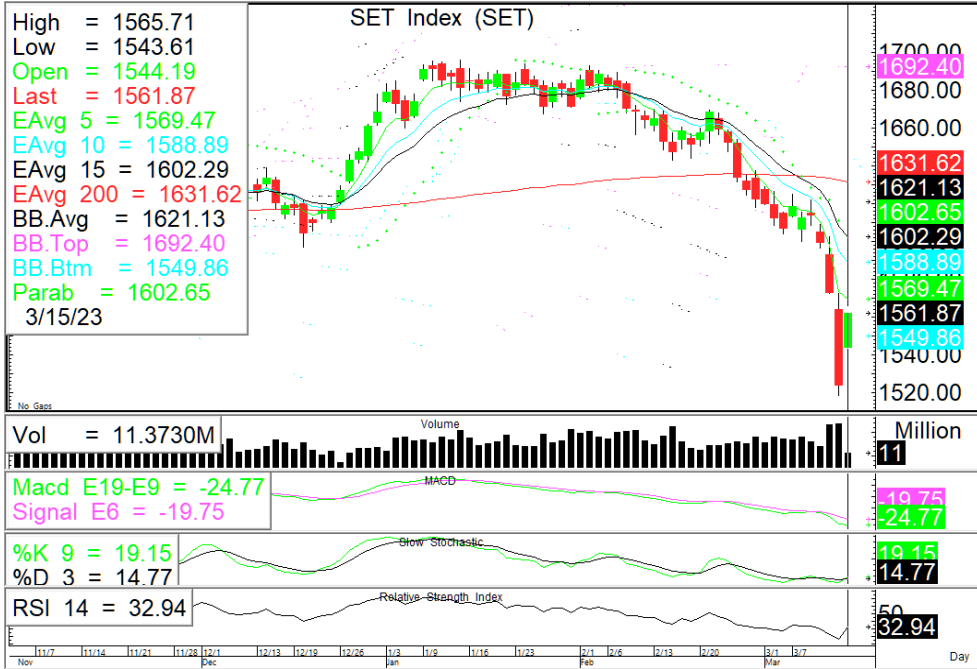 SET Index (SET)
High = 1565.71
Low = 1543.61
Open = 1544.19
Last = 1561.87
EAvg 5 = 1569.47
EAvg 10 = 1588.89
EAvg 15 = 1602.29
EAvg 200 = 1631.62
BB.Avg = 1621.13
BB.Top = 1692.40
BB.Btm = 1549.86
Parab = 1602.65
3/15/23
1700.00
1692.40
1680.00
1660.00
1631.62
1621.13
1602.65
1602.29
1588.89
1569.47
1561.87
1549.86
1540.00
1520.00
No Gaps
Volume
Vol = 11.3730M
Million
11
MACD
Macd E19-E9 = -24.77
Signal E6 = -19.75
-19.75
-24.77
Slow Stochastic
%K 9 = 19.15
%D 3 = 14.77
19.15
14.77
Relative Strength Index
RSI 14 = 32.94
50
32.94
11/7 11/14 11/21 11/28 12/1 12/13 12/19 12/26 1/3 1/9 1/16 1/23 2/1 2/6 2/13 2/20 3/1 3/7
Nov Dec Jan Feb Mar Day